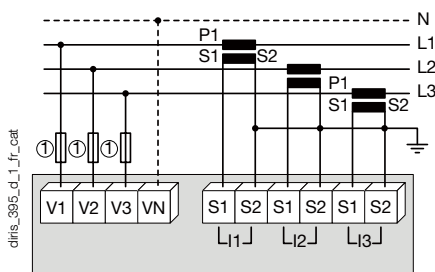 N
P1 L1
S1 S2
L2
P1
L3
S1 S2
① ① ①
V1 V2 V3 VN S1 S2 S1 S2 S1 S2
I1 I2 I3
diris_395_d_1_fr_cat